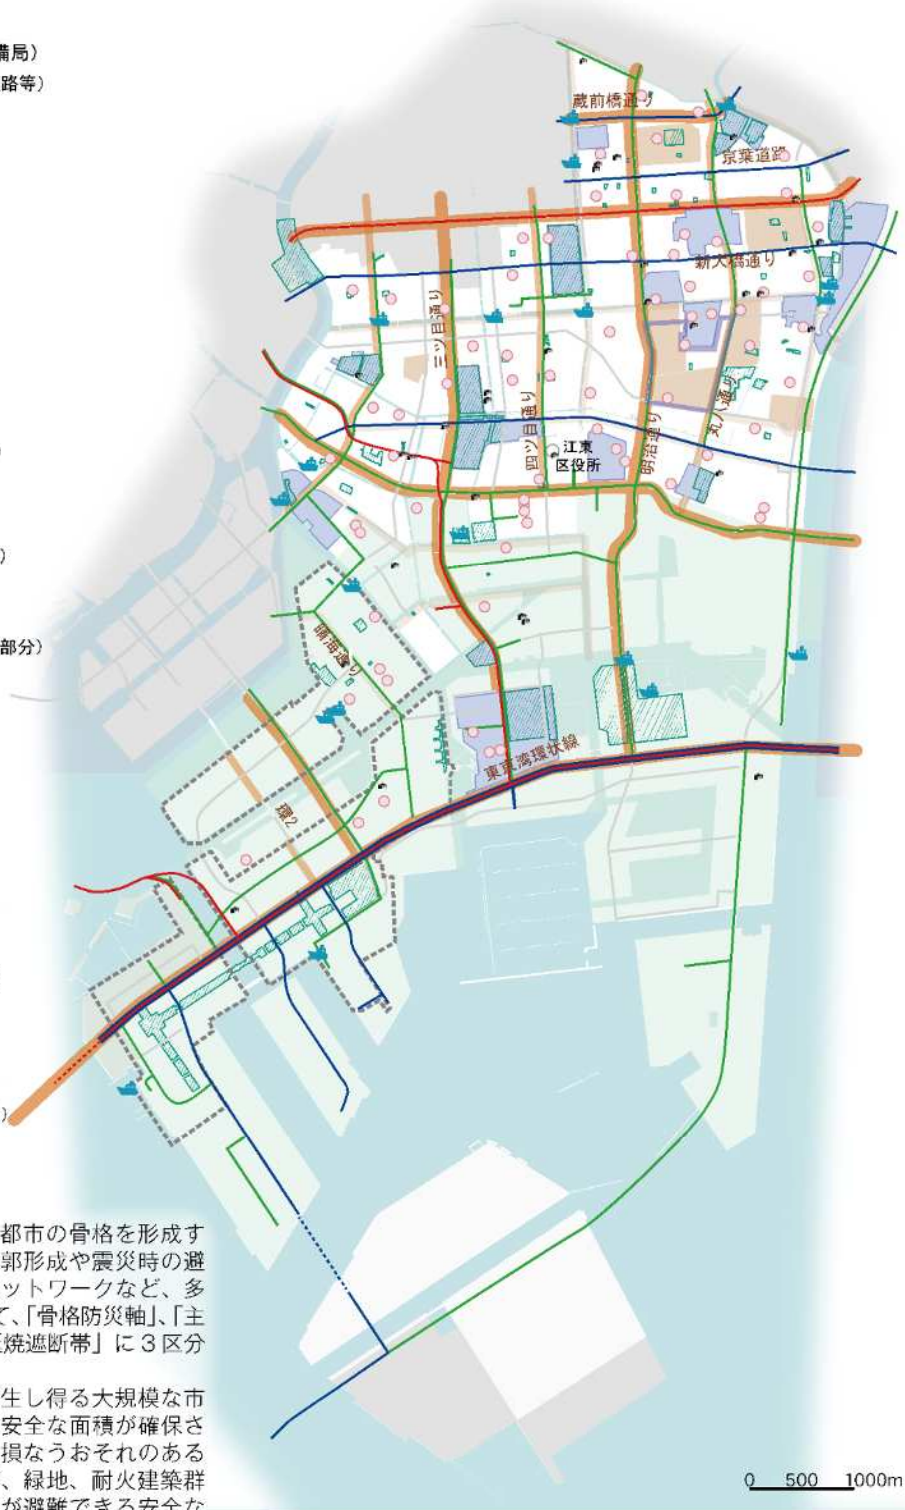 備局）
路等）
）
部分）
）
蔵前橋通り
京葉道路
新大橋通り
三ツ目通り
四ツ目通り
江東
区役所
明治通り
丸八通り
晴海通り
東京湾環状線
環2
都市の骨格を形成す
郭形成や震災時の避
ットワークなど、多
て、「骨格防災軸」、「主
焼遮断帯」に３区分
生し得る大規模な市
安全な面積が確保さ
損なうおそれのある
、緑地、耐火建築群
が避難できる安全な
0 500 1000m